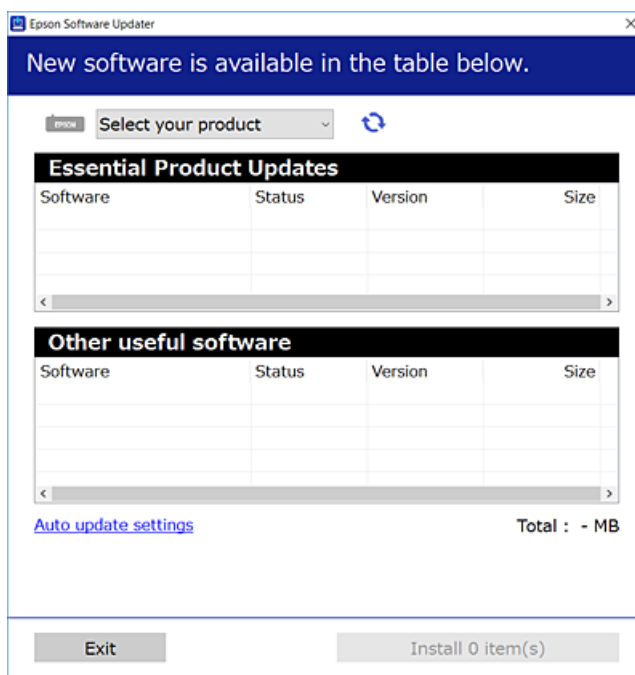 Epson Software Updater
New software is available in the table below.
EPSON Select your product
Essential Product Updates
Software Status Version Size
Other useful software
Software Status Version Size
Auto update settings Total : - MB
Exit Install 0 item(s)